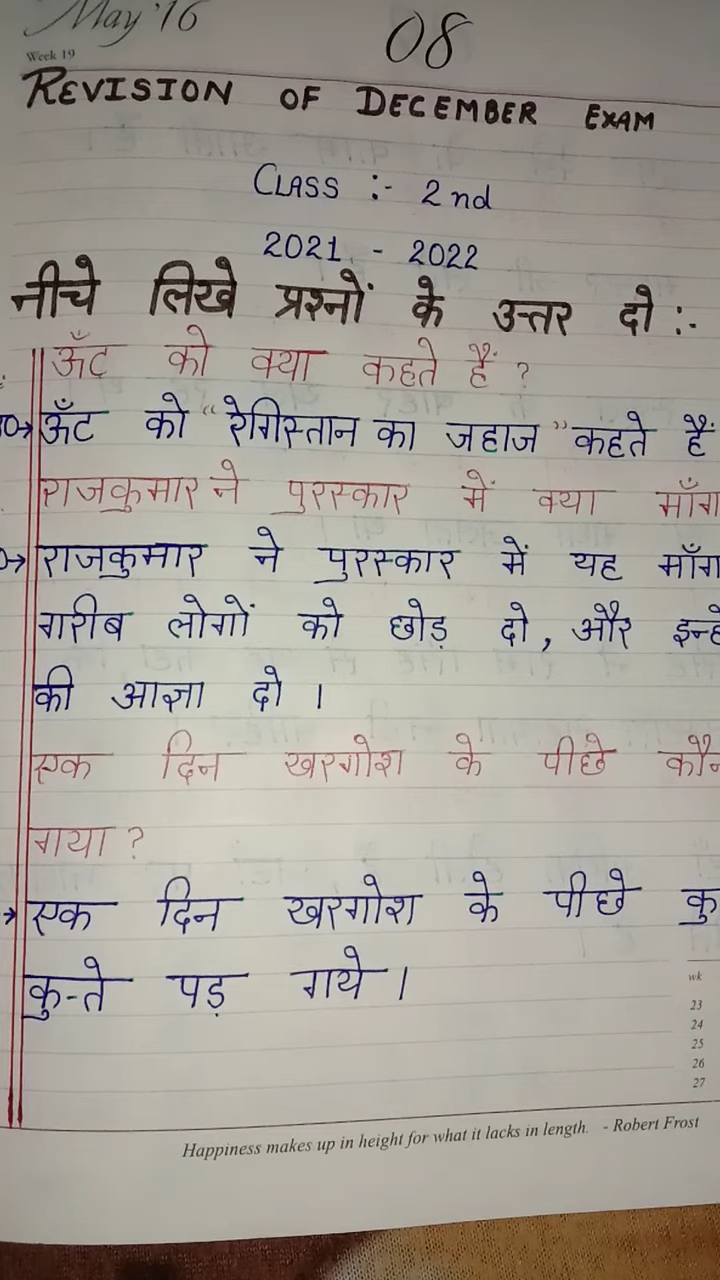 May '16
08
Week 19
REVISION OF DECEMBER EXAM
CLASS :- 2nd
2021 - 2022
नीचे लिखे प्रश्नों के उत्तर दो :-
ऊँट को क्या कहते हैं ?
ऊँट को "रेगिस्तान का जहाज" कहते हैं
राजकुमार ने पुरस्कार में क्या
राजकुमार ने पुरस्कार में यह
गरीब लोगों को छोड़ दो, और
की आज्ञा दो ।
एक दिन खरगोश के पीछे
गया ?
एक दिन खरगोश के पीछे कु
कुत्ते पड़ गये ।
wk
23
24
25
26
27
Happiness makes up in height for what it lacks in length. - Robert Frost